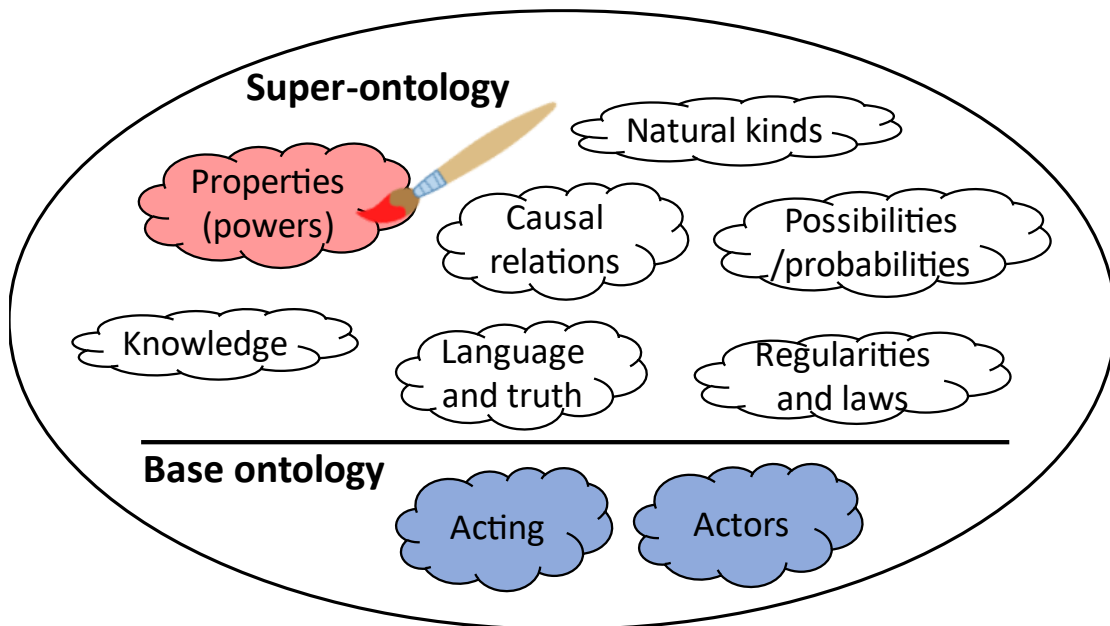 Super-ontology
Natural kinds
Properties
(powers)
Causal
relations
Possibilities
/probabilities
Knowledge
Language
and truth
Regularities
and laws
Base ontology
Acting
Actors